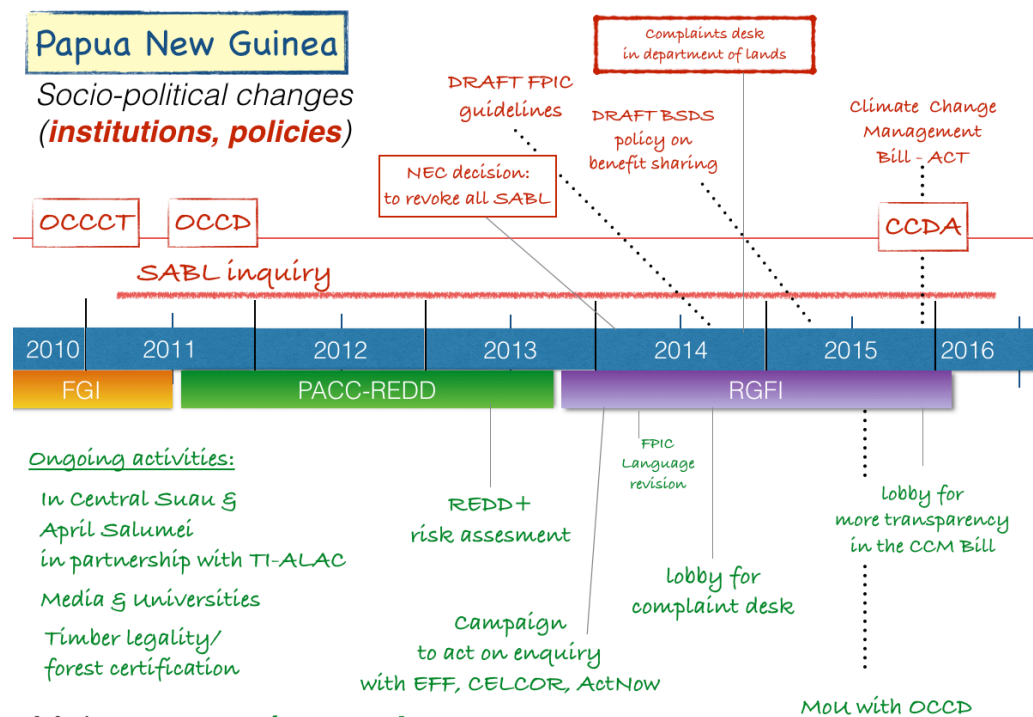 Papua New Guinea
Socio-political changes
(institutions, policies)
Complaints desk
in department of lands
DRAFT FPIC
guidelines
DRAFT BSDS
policy on
benefit sharing
Climate Change
Management
Bill - ACT
NEC decision:
to revoke all SABL
OCCCT
OCCD
CCDA
SABL inquiry
2010
2011
2012
2013
2014
2015
2016
FGI
PACC-REDD
RGFI
Ongoing activities:
In Central Suau &
April Salumei
in partnership with TI-ALAC
Media & Universities
Timber legality/
forest certification
REDD+
risk assesment
Campaign
to act on enquiry
with EFF, CELCOR, ActNow
FPIC
Language
revision
lobby for
complaint desk
lobby for
more transparency
in the CCM Bill
MoU with OCCD